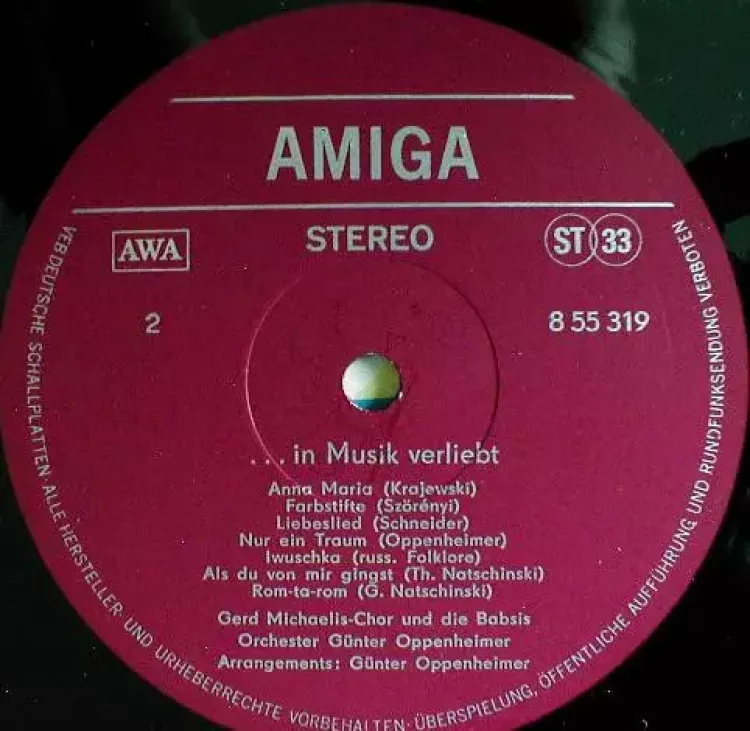 AMIGA
AWA
STEREO
ST 33
2
8 55 319
. . . in Musik verliebt
Anna Maria (Krajewski)
Farbstifte (Szörényi)
Liebeslied (Schneider)
Nur ein Traum (Oppenheimer)
Iwuschka (russ. Folklore)
Als du von mir gingst (Th. Natschinski)
Rom-ta-rom (G. Natschinski)
Gerd Michaelis-Chor und die Babsis
Orchester Günter Oppenheimer
Arrangements: Günter Oppenheimer
VEB DEUTSCHE SCHALLPLATTEN · ALLE HERSTELLER- UND URHEBERRECHTE VORBEHALTEN · ÜBERSPIELUNG, ÖFFENTLICHE AUFFÜHRUNG UND RUNDFUNKSENDUNG VERBOTEN